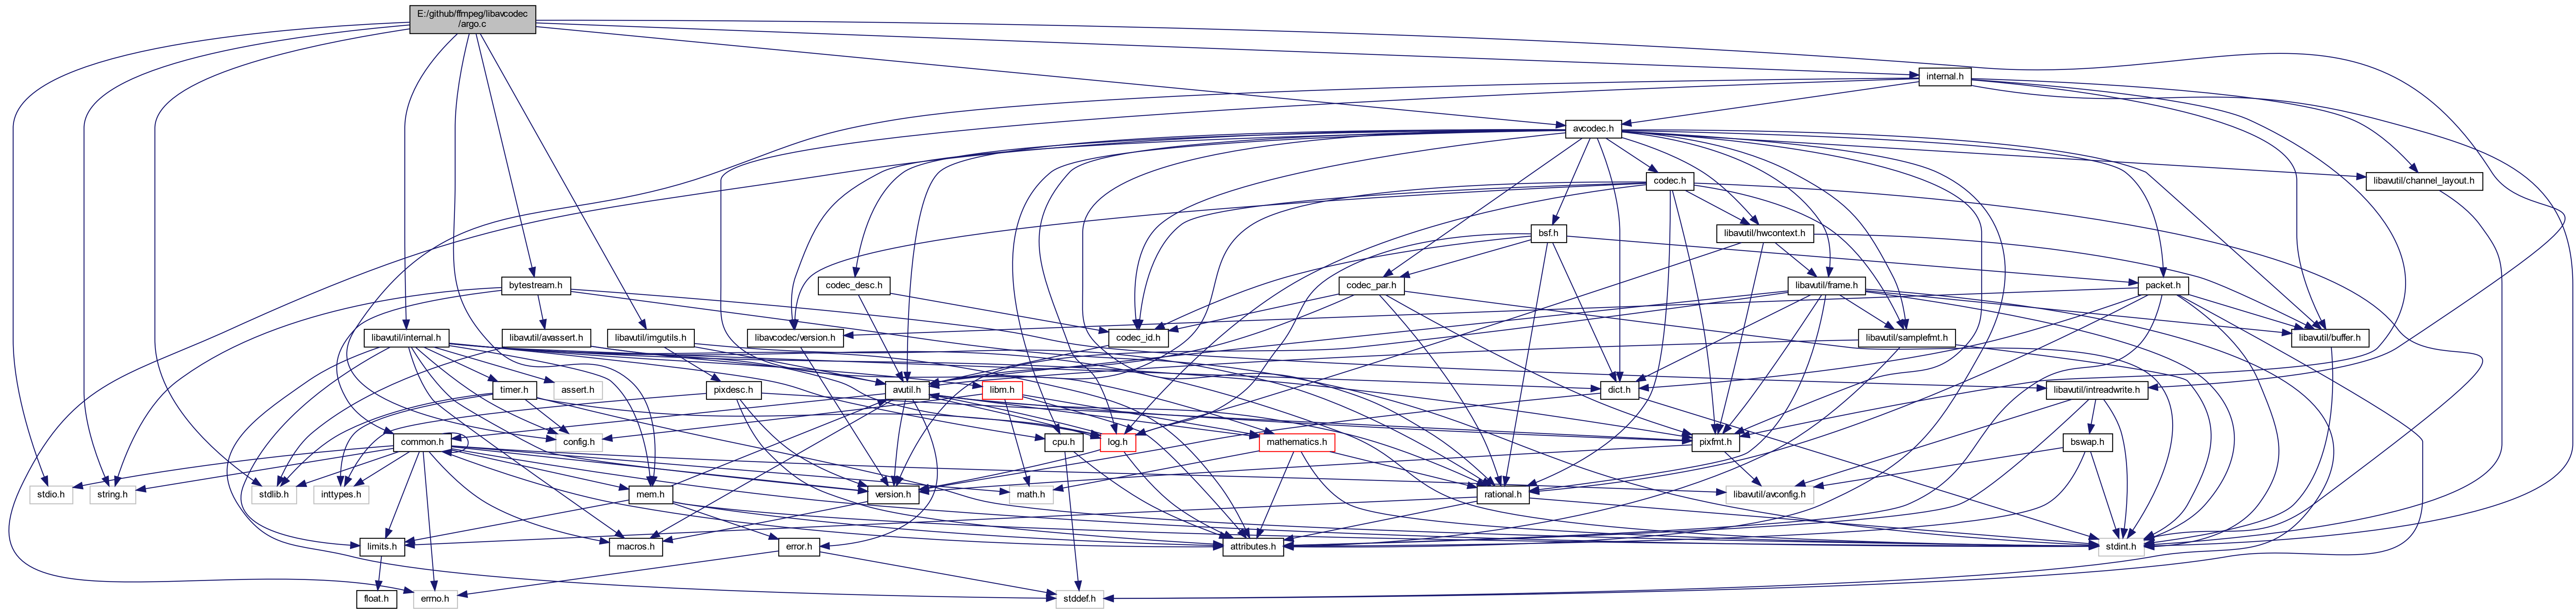 E:/github/ffmpeg/libavcodec
/argo.c
internal.h
avcodec.h
codec.h
libavutil/channel_layout.h
bsf.h
libavutil/hwcontext.h
bytestream.h
codec_desc.h
codec_par.h
libavutil/frame.h
packet.h
libavutil/internal.h
libavutil/avassert.h
libavutil/imgutils.h
libavcodec/version.h
codec_id.h
libavutil/samplefmt.h
libavutil/buffer.h
timer.h
assert.h
pixdesc.h
avutil.h
libm.h
dict.h
libavutil/intreadwrite.h
common.h
config.h
cpu.h
log.h
mathematics.h
pixfmt.h
bswap.h
stdio.h
string.h
stdlib.h
inttypes.h
mem.h
version.h
math.h
rational.h
libavutil/avconfig.h
limits.h
macros.h
error.h
attributes.h
stdint.h
float.h
errno.h
stddef.h